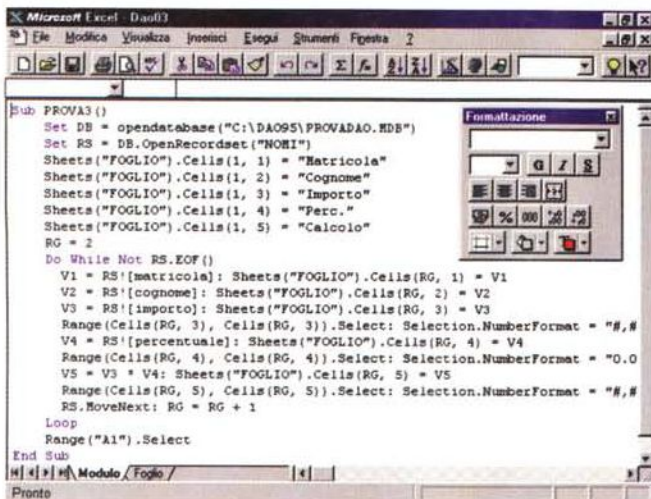 Microsoft Excel - Dao03
File Modifica Visualizza Inserisci Esegui Strumenti Finestra ?
Sub PROVA3()
Set DB = opendatabase("C:\DAO95\PROVADAO.MDB")
Set RS = DB.OpenRecordset("NOMI")
Sheets("FOGLIO").Cells(1, 1) = "Matricola"
Sheets("FOGLIO").Cells(1, 2) = "Cognome"
Sheets("FOGLIO").Cells(1, 3) = "Importo"
Sheets("FOGLIO").Cells(1, 4) = "Perc."
Sheets("FOGLIO").Cells(1, 5) = "Calcolo"
RG = 2
Do While Not RS.EOF()
V1 = RS![matricola]: Sheets("FOGLIO").Cells(RG, 1) = V1
V2 = RS![cognome]: Sheets("FOGLIO").Cells(RG, 2) = V2
V3 = RS![importo]: Sheets("FOGLIO").Cells(RG, 3) = V3
Range(Cells(RG, 3), Cells(RG, 3)).Select: Selection.NumberFormat = "#,#
V4 = RS![percentuale]: Sheets("FOGLIO").Cells(RG, 4) = V4
Range(Cells(RG, 4), Cells(RG, 4)).Select: Selection.NumberFormat = "0.0
V5 = V3 * V4: Sheets("FOGLIO").Cells(RG, 5) = V5
Range(Cells(RG, 5), Cells(RG, 5)).Select: Selection.NumberFormat = "#,#
RS.MoveNext: RG = RG + 1
Loop
Range("A1").Select
End Sub
Formattazione
G I S
% 000
Modulo Foglio
Pronto